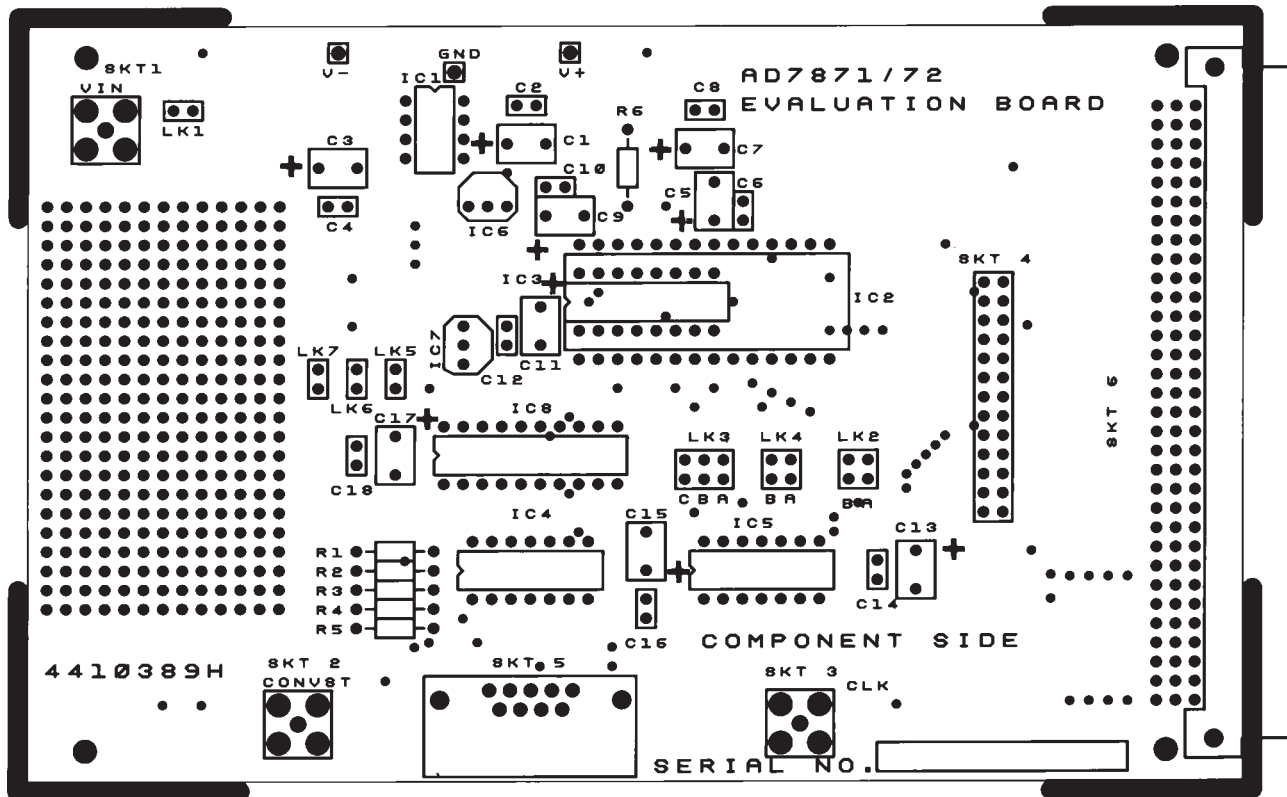 SKT1
VIN
LK1
V-
GND
V+
IC1
C2
C1
C3
C4
IC6
C10
C9
R6
C8
C7
C5
C6
AD7871/72
EVALUATION BOARD
IC3
IC2
SKT 4
SKT 6
IC7
C12
C11
LK7
LK5
LK6
C17
C18
IC8
LK3
LK4
LK2
C B A
B A
B A
IC4
C15
IC5
C13
C14
C16
R1
R2
R3
R4
R5
COMPONENT SIDE
4410389H
SKT 2
CONVST
SKT 5
SKT 3
CLK
SERIAL NO.